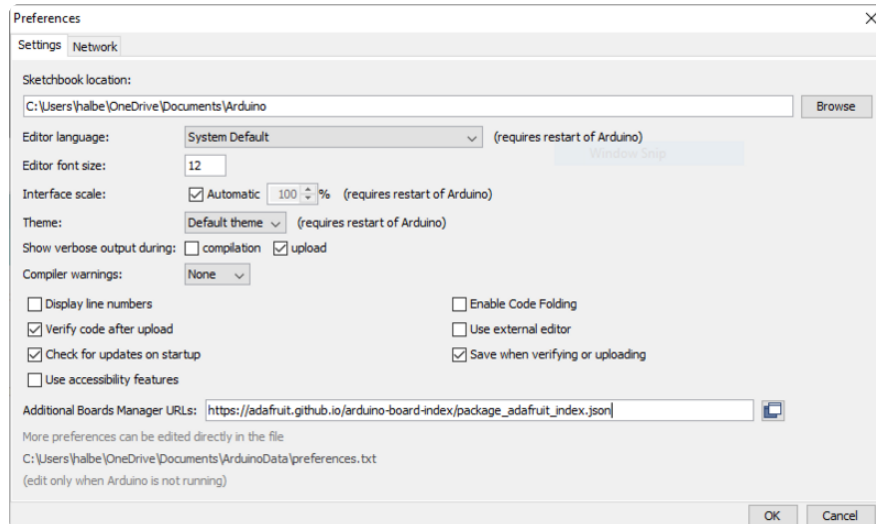 Preferences
Settings Network
Sketchbook location:
C:\Users\halbe\OneDrive\Documents\Arduino Browse
Editor language: System Default (requires restart of Arduino)
Window Snip
Editor font size: 12
Interface scale: Automatic 100 % (requires restart of Arduino)
Theme: Default theme (requires restart of Arduino)
Show verbose output during: compilation upload
Compiler warnings: None
Display line numbers Enable Code Folding
Verify code after upload Use external editor
Check for updates on startup Save when verifying or uploading
Use accessibility features
Additional Boards Manager URLs: https://adafruit.github.io/arduino-board-index/package_adafruit_index.json
More preferences can be edited directly in the file
C:\Users\halbe\OneDrive\Documents\ArduinoData\preferences.txt
(edit only when Arduino is not running)
OK Cancel